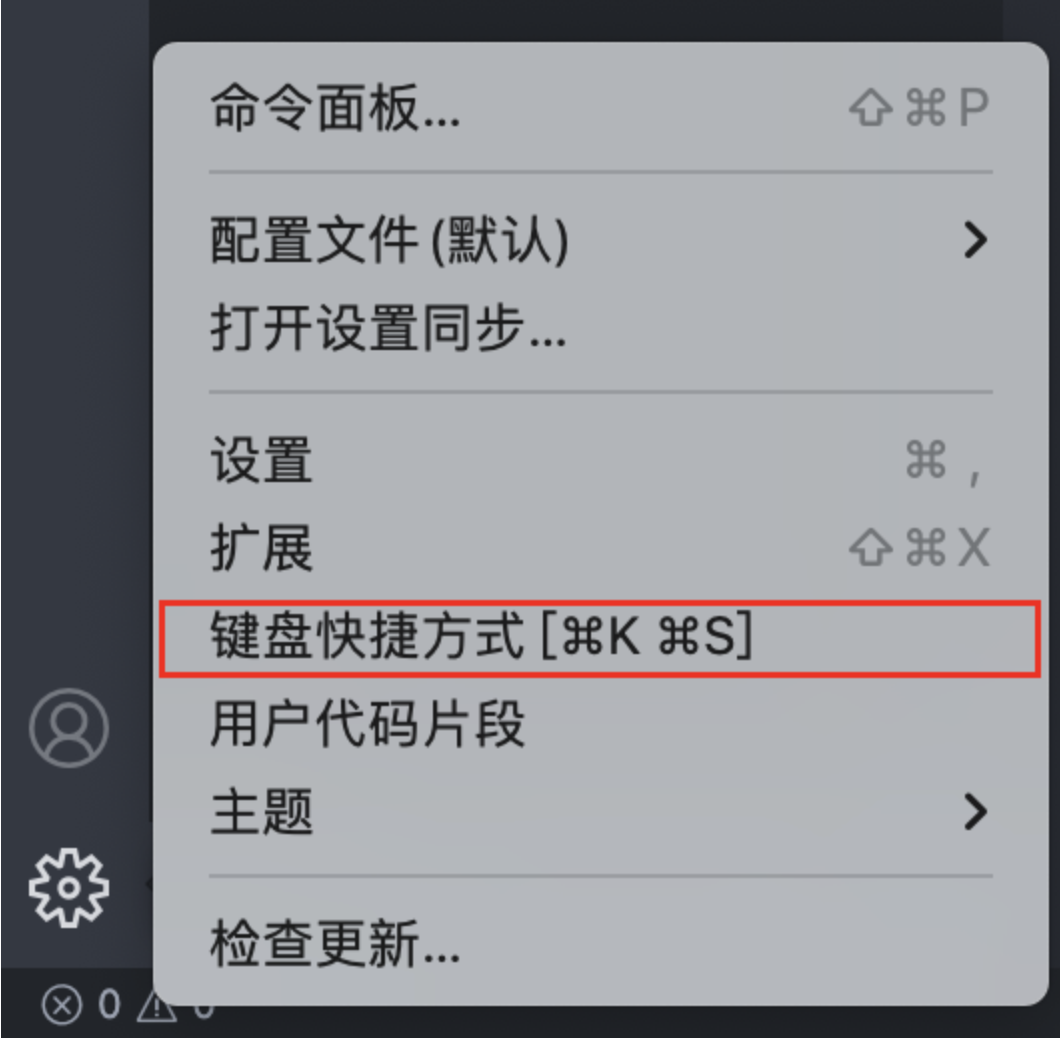 命令面板... ⇧⌘P
配置文件 (默认)
打开设置同步...
设置 ⌘ ,
扩展 ⇧⌘X
键盘快捷方式 [⌘K ⌘S]
用户代码片段
主题
检查更新...
0